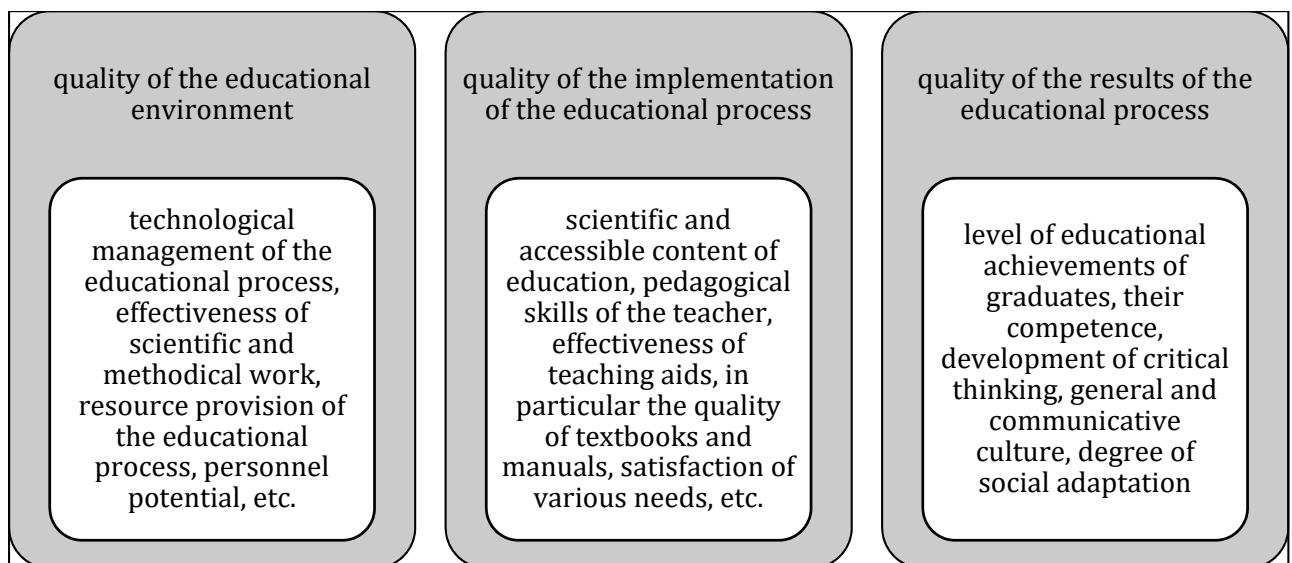 quality of the educational
environment
technological
management of the
educational process,
effectiveness of
scientific and
methodical work,
resource provision of
the educational
process, personnel
potential, etc.
quality of the implementation
of the educational process
scientific and
accessible content of
education, pedagogical
skills of the teacher,
effectiveness of
teaching aids, in
particular the quality
of textbooks and
manuals, satisfaction of
various needs, etc.
quality of the results of the
educational process
level of educational
achievements of
graduates, their
competence,
development of critical
thinking, general and
communicative
culture, degree of
social adaptation